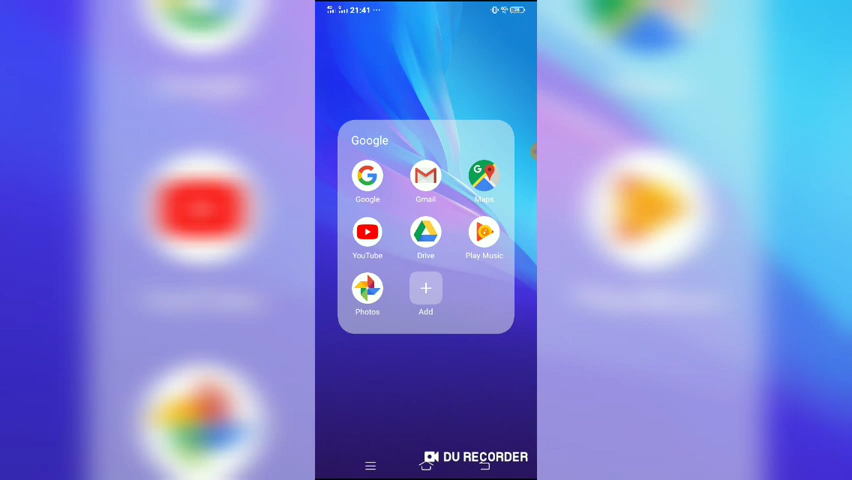 21:41
Google
Google Gmail Maps
YouTube Drive Play Music
Photos Add
DU RECORDER